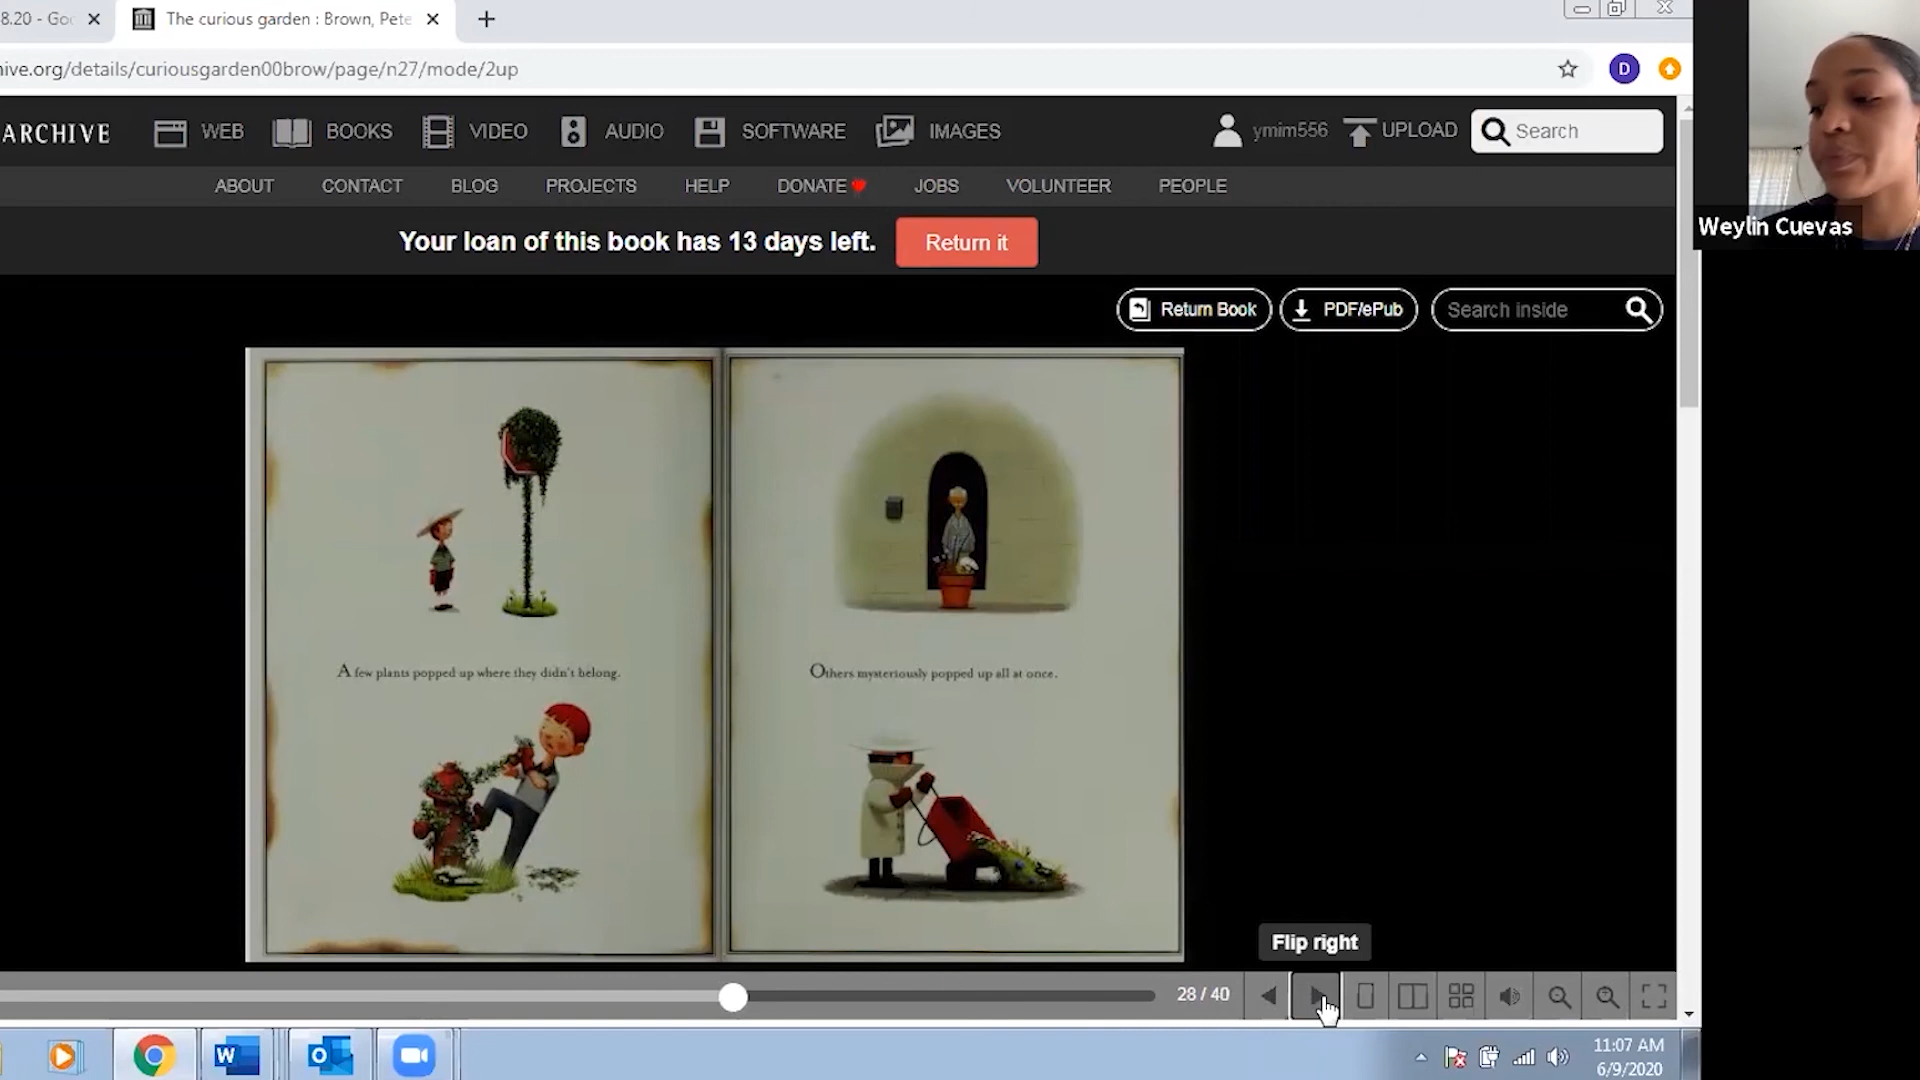 8.20 - Goo
The curious garden : Brown, Pete
hive.org/details/curiousgarden00brow/page/n27/mode/2up
D
ARCHIVE WEB BOOKS VIDEO AUDIO SOFTWARE IMAGES ymim556 UPLOAD Search
ABOUT CONTACT BLOG PROJECTS HELP DONATE JOBS VOLUNTEER PEOPLE
Your loan of this book has 13 days left. Return it
Weylin Cuevas
Return Book PDF/ePub Search inside
A few plants popped up where they didn't belong.
Others mysteriously popped up all at once.
Flip right
28 / 40
11:07 AM
6/9/2020